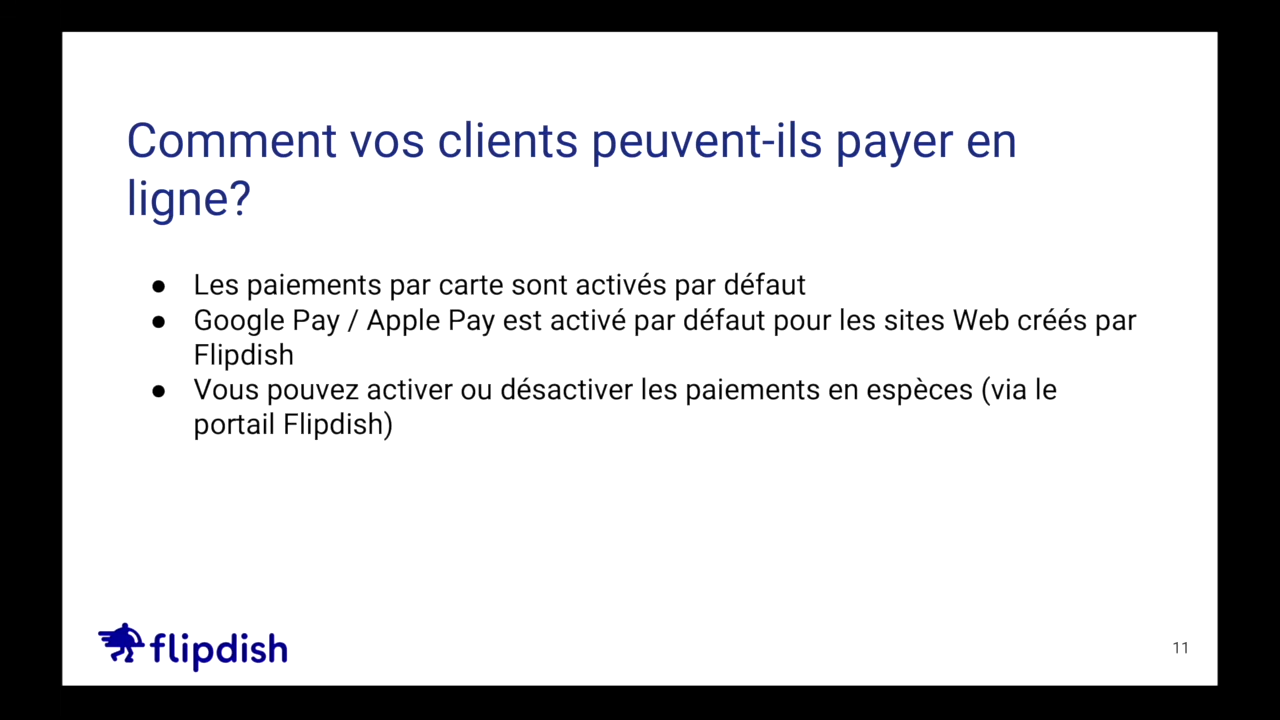 Comment vos clients peuvent-ils payer en
ligne?
● Les paiements par carte sont activés par défaut
● Google Pay / Apple Pay est activé par défaut pour les sites Web créés par
Flipdish
● Vous pouvez activer ou désactiver les paiements en espèces (via le
portail Flipdish)
flipdish
11